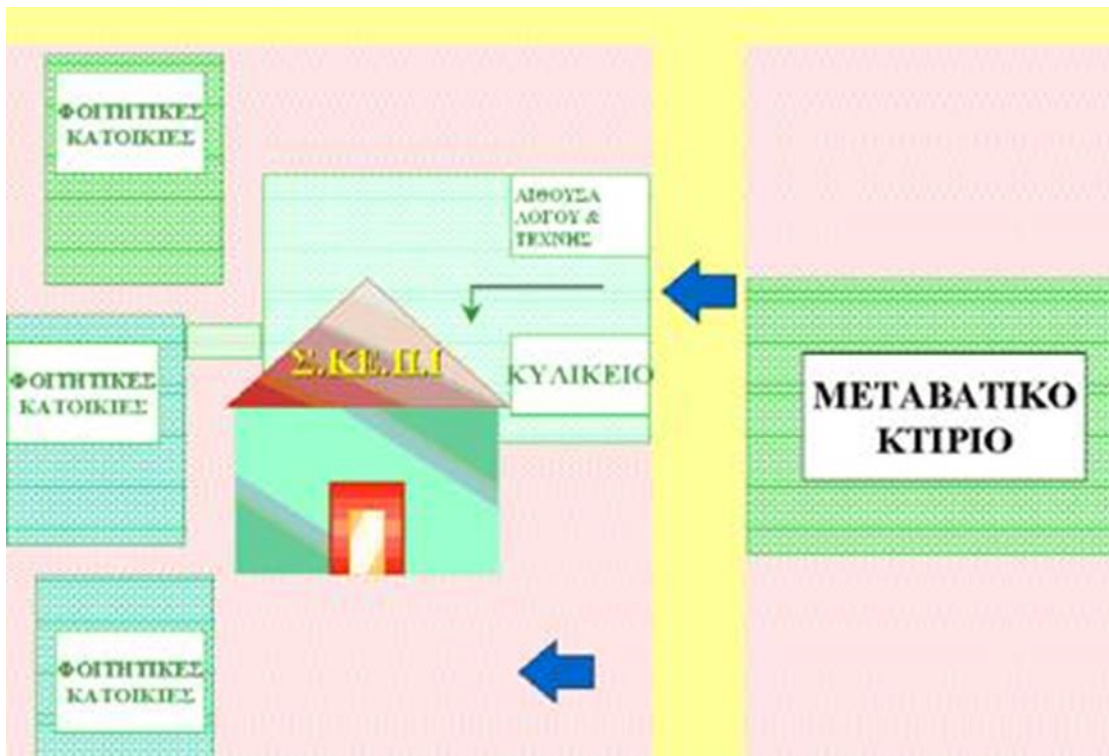 ΦΟΙΤΗΤΙΚΕΣ
ΚΑΤΟΙΚΙΕΣ
ΑΙΘΟΥΣΑ
ΛΟΓΟΥ &
ΤΕΧΝΗΣ
Σ.ΚΕ.Π.Ι
ΚΥΛΙΚΕΙΟ
ΦΟΙΤΗΤΙΚΕΣ
ΚΑΤΟΙΚΙΕΣ
ΜΕΤΑΒΑΤΙΚΟ
ΚΤΙΡΙΟ
ΦΟΙΤΗΤΙΚΕΣ
ΚΑΤΟΙΚΙΕΣ